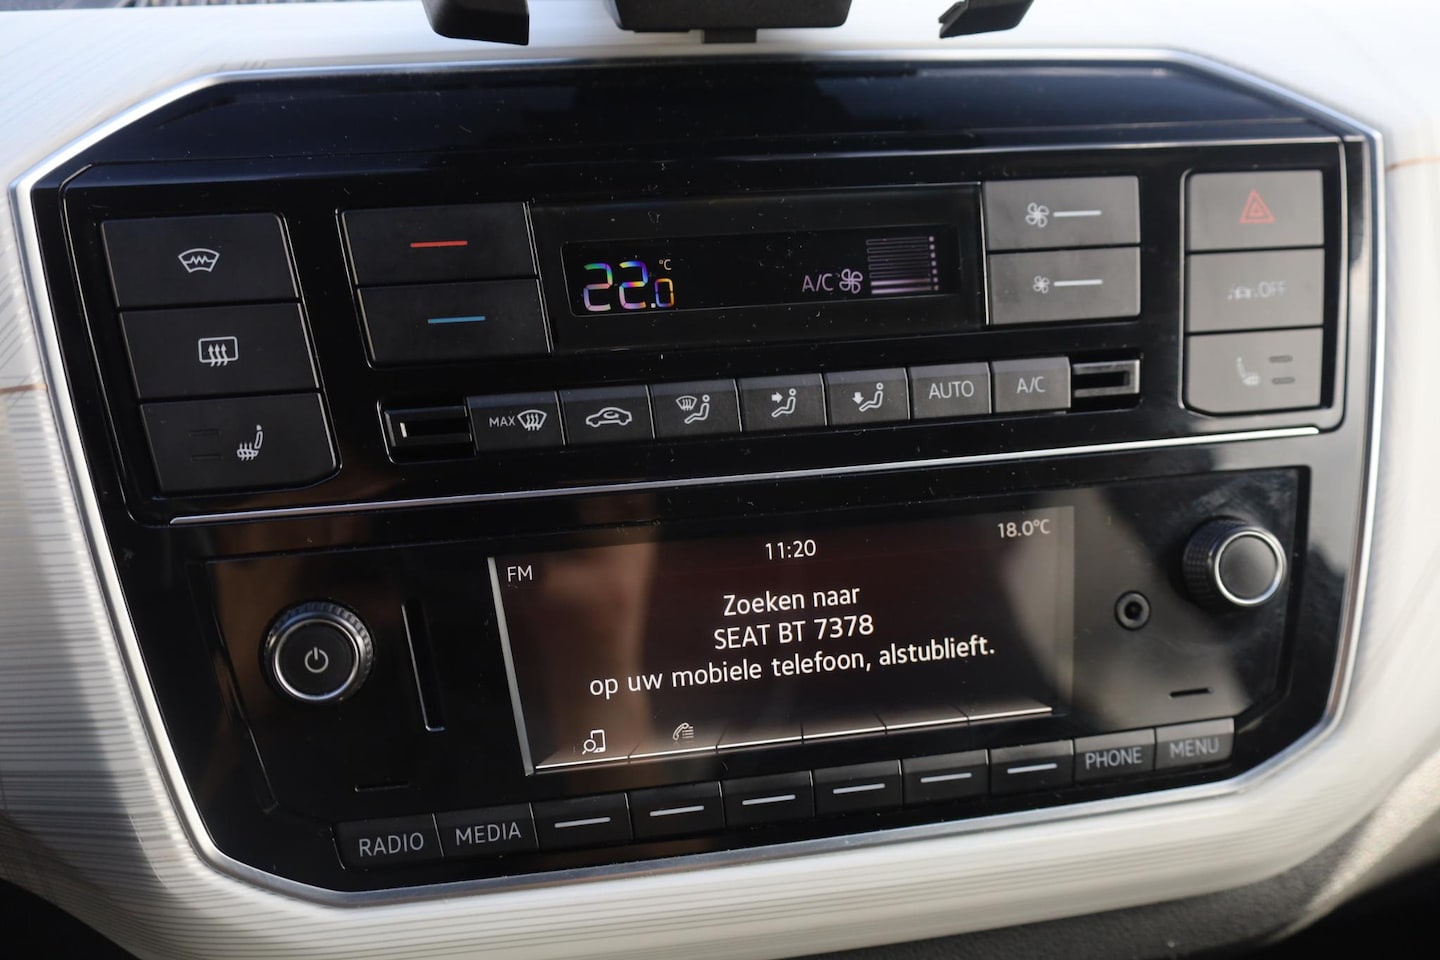 22.0 °C
A/C
OFF
MAX
AUTO
A/C
18.0°C
11:20
FM
Zoeken naar
SEAT BT 7378
op uw mobiele telefoon, alstublieft.
RADIO
MEDIA
PHONE
MENU